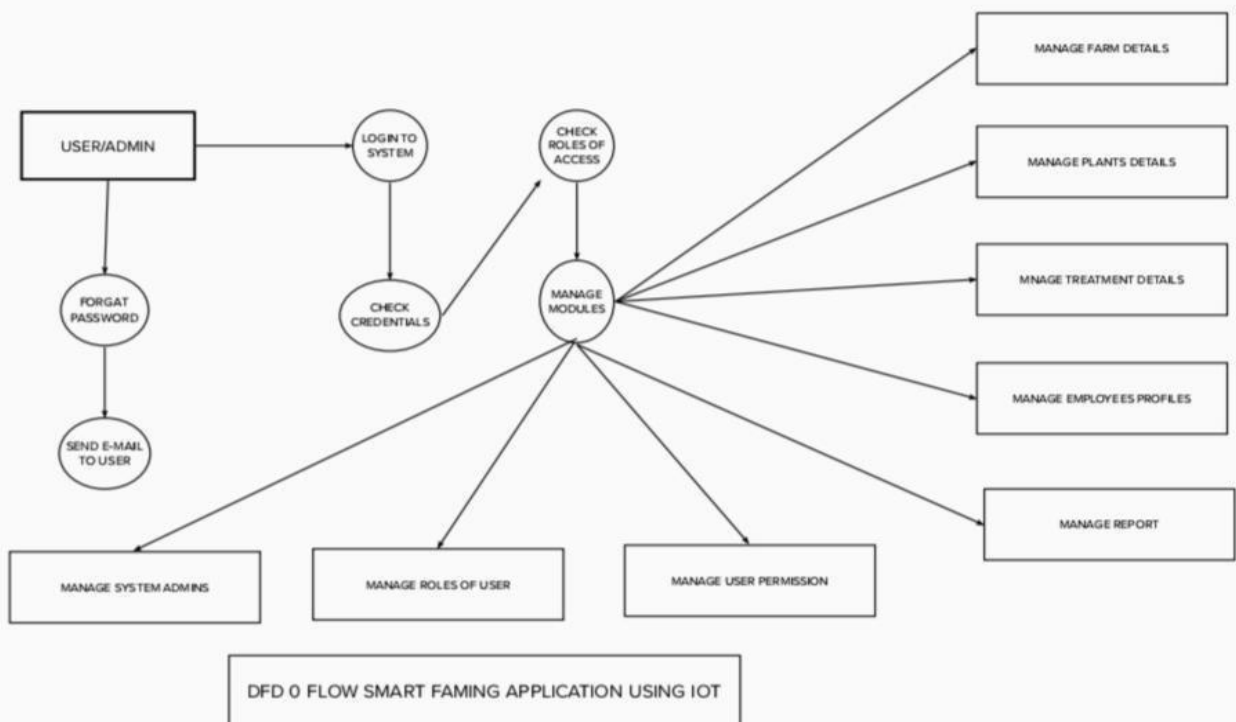 MANAGE FARM DETAILS
USER/ADMIN
LOGIN TO
SYSTEM
CHECK
ROLES OF
ACCESS
MANAGE PLANTS DETAILS
FORGAT
PASSWORD
CHECK
CREDENTIALS
MANAGE
MODULES
MNAGE TREATMENT DETAILS
MANAGE EMPLOYEES PROFILES
SEND E-MAIL
TO USER
MANAGE REPORT
MANAGE SYSTEM ADMINS
MANAGE ROLES OF USER
MANAGE USER PERMISSION
DFD 0 FLOW SMART FAMING APPLICATION USING IOT